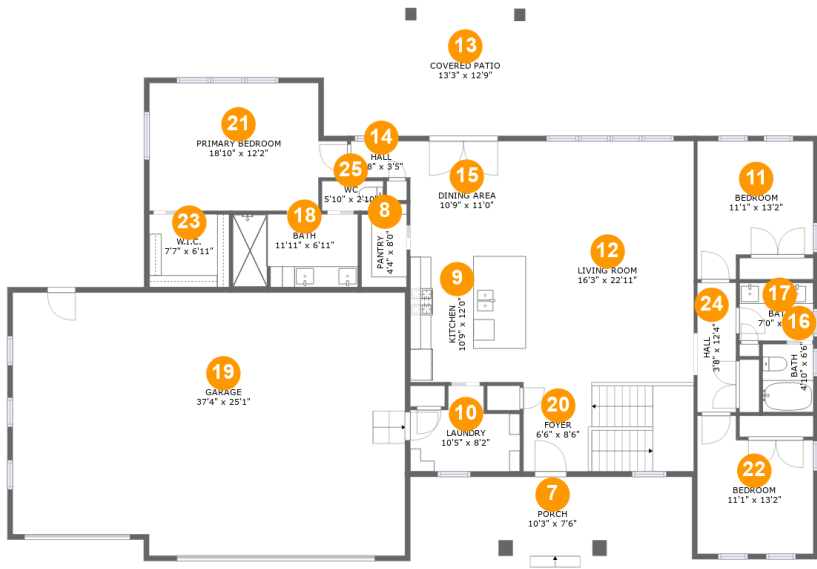 13
COVERED PATIO
13'3" x 12'9"
21
PRIMARY BEDROOM
18'10" x 12'2"
14
HALL
8" x 3'5"
25
WC
5'10" x 2'10"
15
DINING AREA
10'9" x 11'0"
11
BEDROOM
11'1" x 13'2"
8
PANTRY
4'4" x 8'0"
18
BATH
11'11" x 6'11"
23
W.I.C.
7'7" x 6'11"
12
LIVING ROOM
16'3" x 22'11"
9
KITCHEN
10'9" x 12'0"
24
HALL
3'8" x 12'4"
17
BAT
7'0" x
16
BATH
4'10" x 6'6"
19
GARAGE
37'4" x 25'1"
10
LAUNDRY
10'5" x 8'2"
20
FOYER
6'6" x 8'6"
22
BEDROOM
11'1" x 13'2"
7
PORCH
10'3" x 7'6"